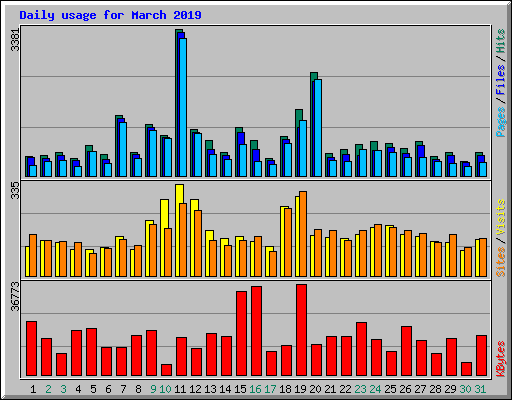 Daily usage for March 2019
3381
Pages / Files / Hits
335
Sites / Visits
36773
KBytes
1 2 3 4 5 6 7 8 9 10 11 12 13 14 15 16 17 18 19 20 21 22 23 24 25 26 27 28 29 30 31